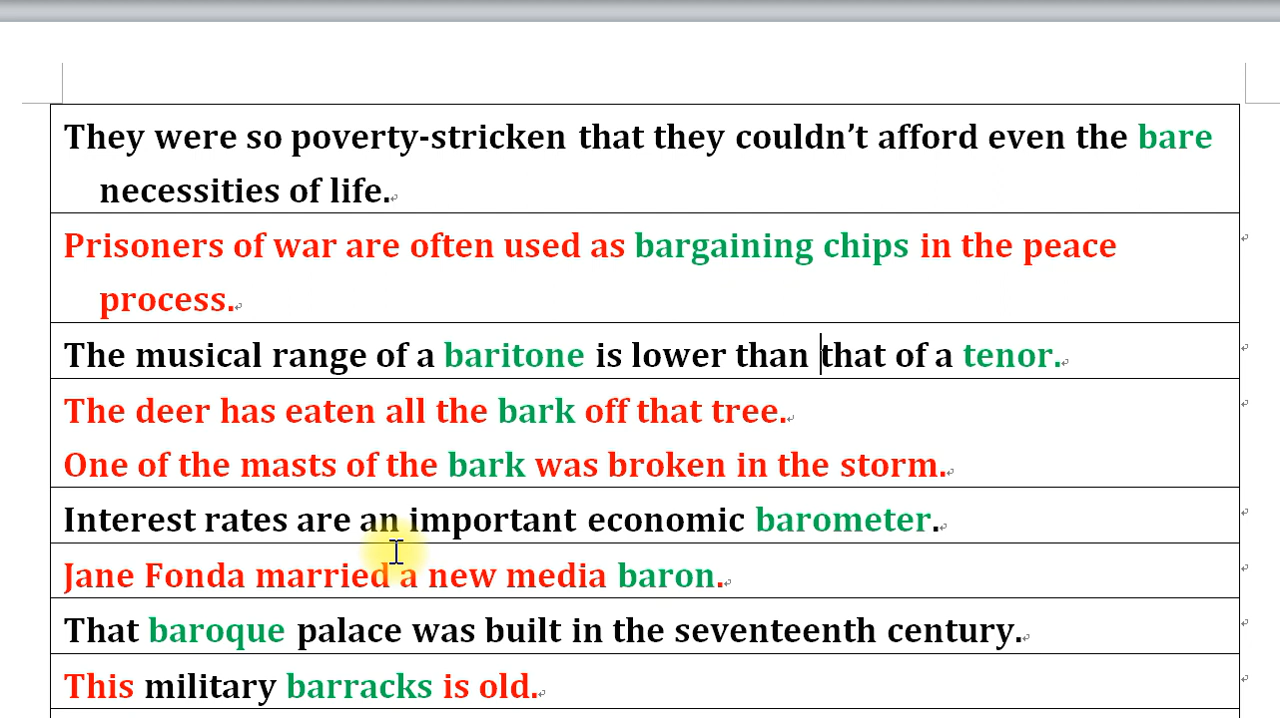 They were so poverty-stricken that they couldn’t afford even the bare
necessities of life.
Prisoners of war are often used as bargaining chips in the peace
process.
The musical range of a baritone is lower than that of a tenor.
The deer has eaten all the bark off that tree.
One of the masts of the bark was broken in the storm.
Interest rates are an important economic barometer.
Jane Fonda married a new media baron.
That baroque palace was built in the seventeenth century.
This military barracks is old.